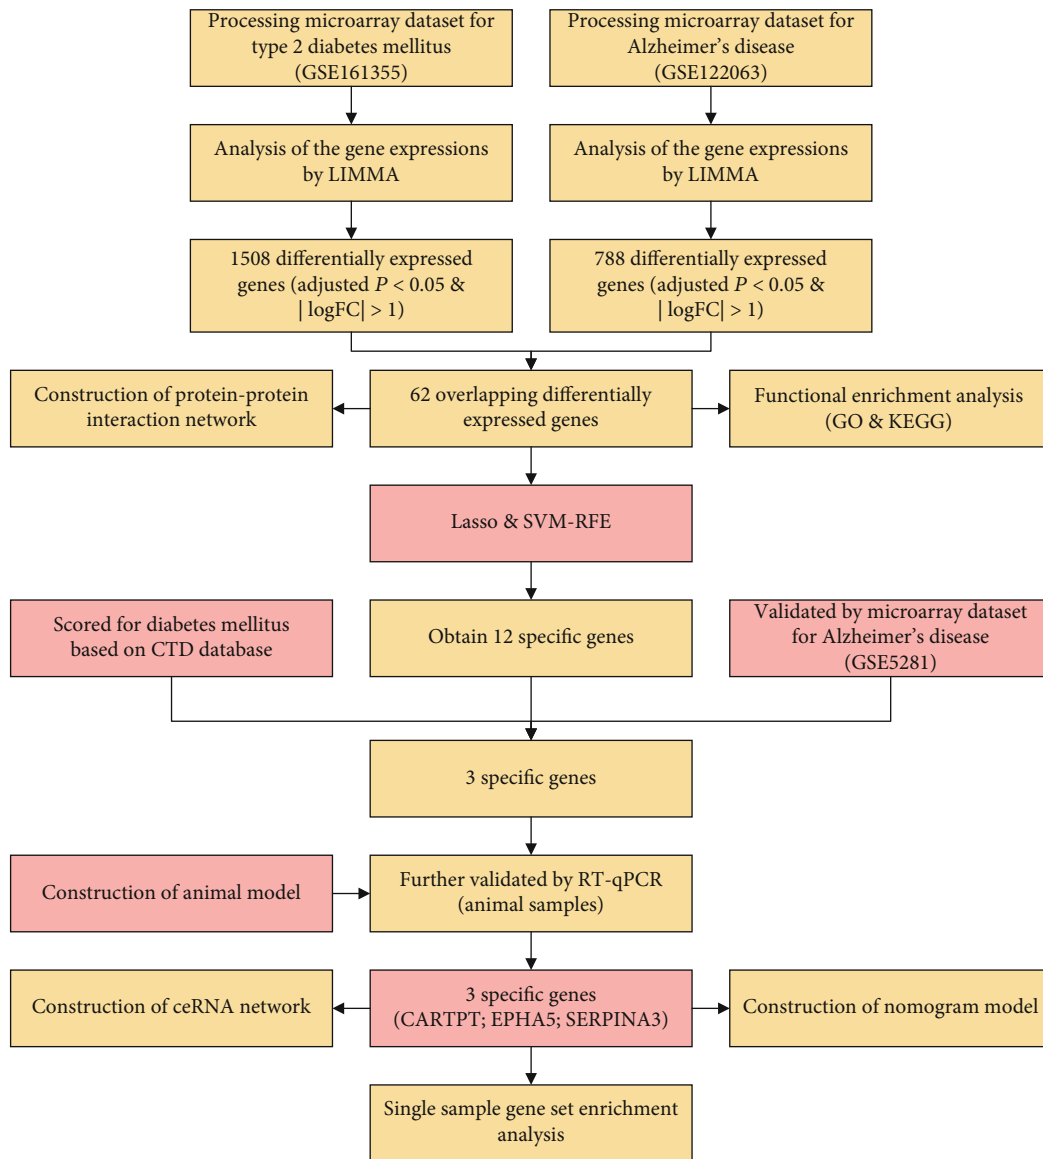 Processing microarray dataset for
type 2 diabetes mellitus
(GSE161355)
Processing microarray dataset for
Alzheimer's disease
(GSE122063)
Analysis of the gene expressions
by LIMMA
Analysis of the gene expressions
by LIMMA
1508 differentially expressed
genes (adjusted P < 0.05 &
| logFC| > 1)
788 differentially expressed
genes (adjusted P < 0.05 &
| logFC| > 1)
Construction of protein-protein
interaction network
62 overlapping differentially
expressed genes
Functional enrichment analysis
(GO & KEGG)
Lasso & SVM-RFE
Scored for diabetes mellitus
based on CTD database
Obtain 12 specific genes
Validated by microarray dataset
for Alzheimer's disease
(GSE5281)
3 specific genes
Construction of animal model
Further validated by RT-qPCR
(animal samples)
Construction of ceRNA network
3 specific genes
(CARTPT; EPHA5; SERPINA3)
Construction of nomogram model
Single sample gene set enrichment
analysis